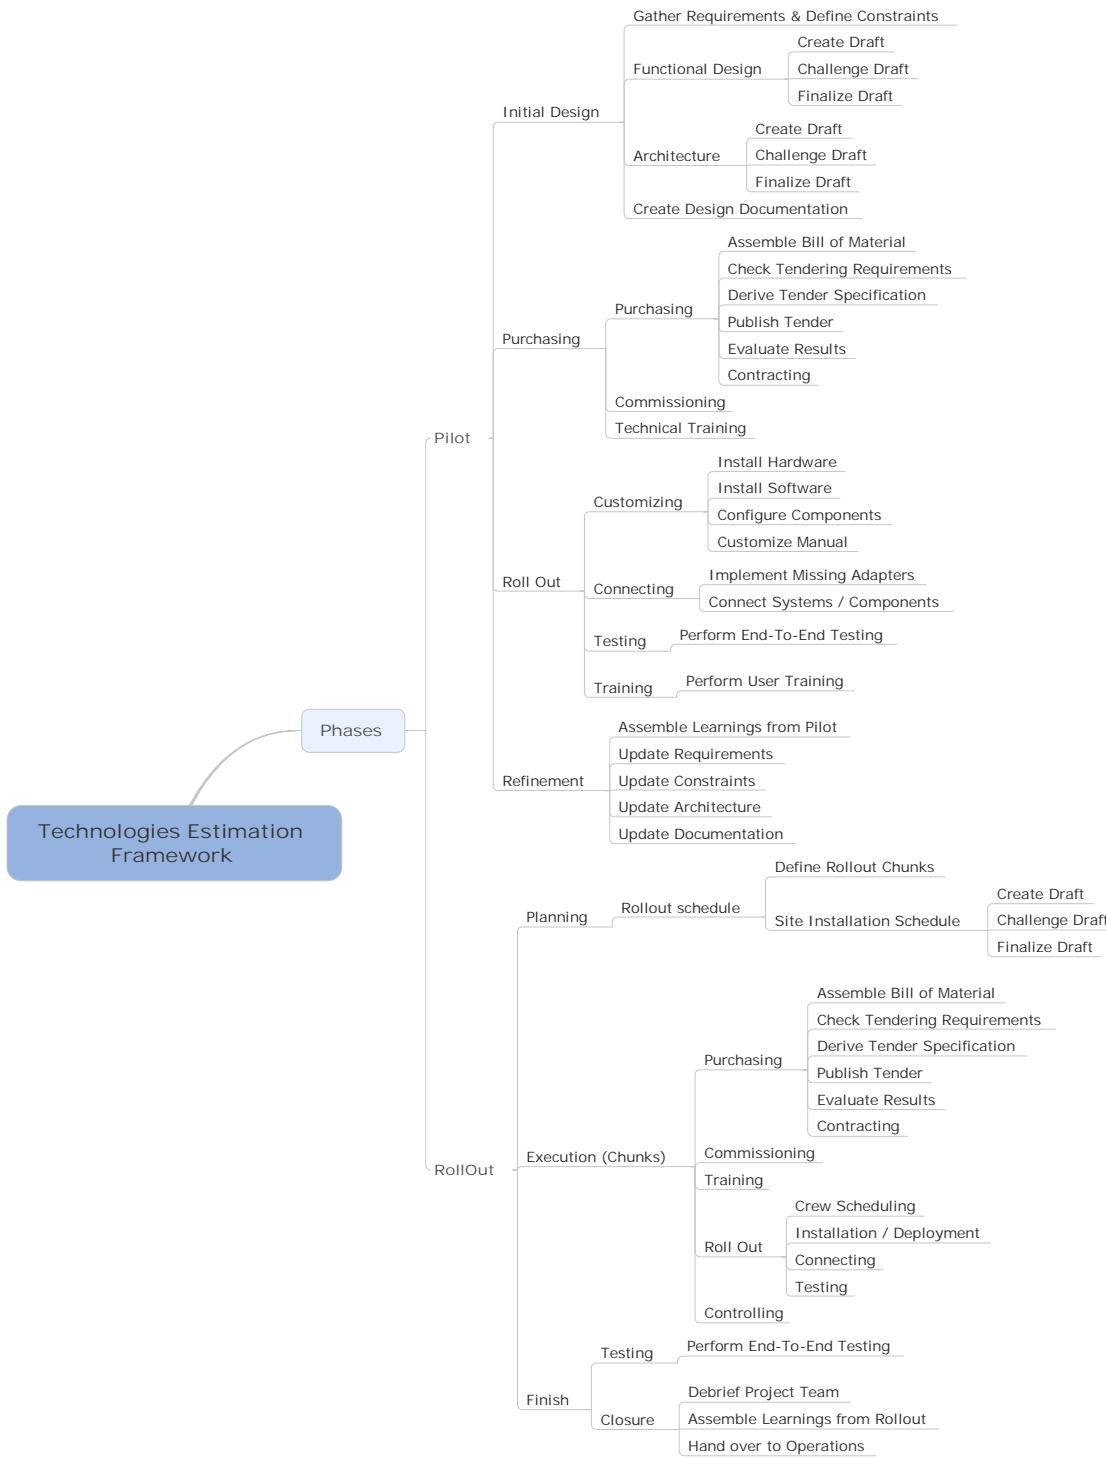 Gather Requirements & Define Constraints
Create Draft
Functional Design
Challenge Draft
Finalize Draft
Initial Design
Create Draft
Architecture
Challenge Draft
Finalize Draft
Create Design Documentation
Assemble Bill of Material
Check Tendering Requirements
Derive Tender Specification
Purchasing
Publish Tender
Purchasing
Evaluate Results
Contracting
Commissioning
Technical Training
Pilot
Install Hardware
Install Software
Customizing
Configure Components
Customize Manual
Roll Out
Implement Missing Adapters
Connecting
Connect Systems / Components
Testing
Perform End-To-End Testing
Training
Perform User Training
Phases
Assemble Learnings from Pilot
Update Requirements
Refinement
Update Constraints
Update Architecture
Update Documentation
Technologies Estimation
Framework
Define Rollout Chunks
Planning
Rollout schedule
Site Installation Schedule
Create Draft
Challenge Draft
Finalize Draft
Assemble Bill of Material
Check Tendering Requirements
Derive Tender Specification
Purchasing
Publish Tender
Evaluate Results
Contracting
Execution (Chunks)
Commissioning
RollOut
Training
Crew Scheduling
Installation / Deployment
Roll Out
Connecting
Testing
Controlling
Testing
Perform End-To-End Testing
Finish
Debrief Project Team
Closure
Assemble Learnings from Rollout
Hand over to Operations